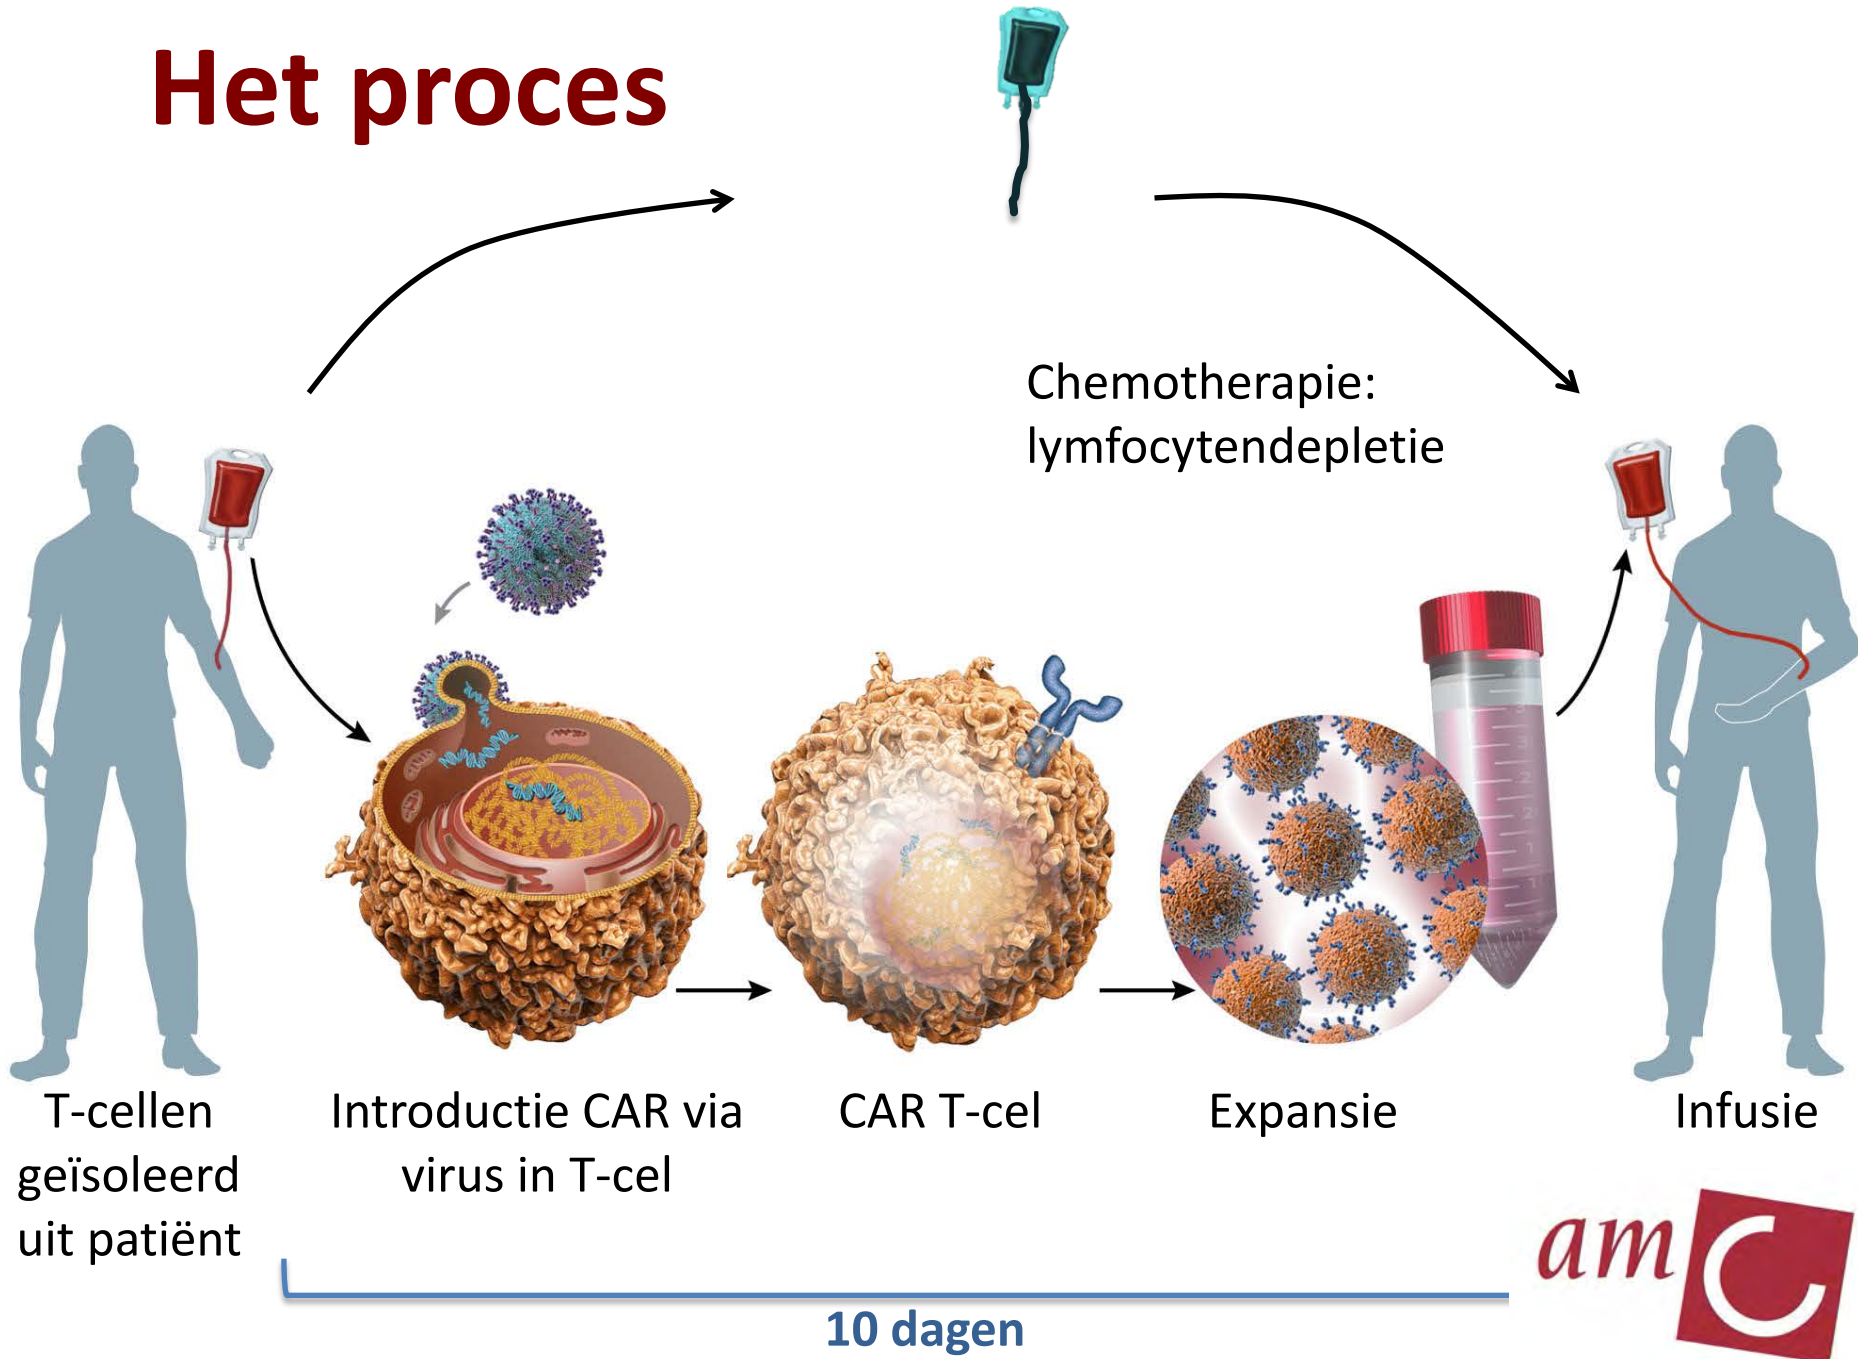 Het proces
Chemotherapie:
lymfocytendepletie
T-cellen
geïsoleerd
uit patiënt
Introductie CAR via
virus in T-cel
CAR T-cel
Expansie
Infusie
10 dagen
amc